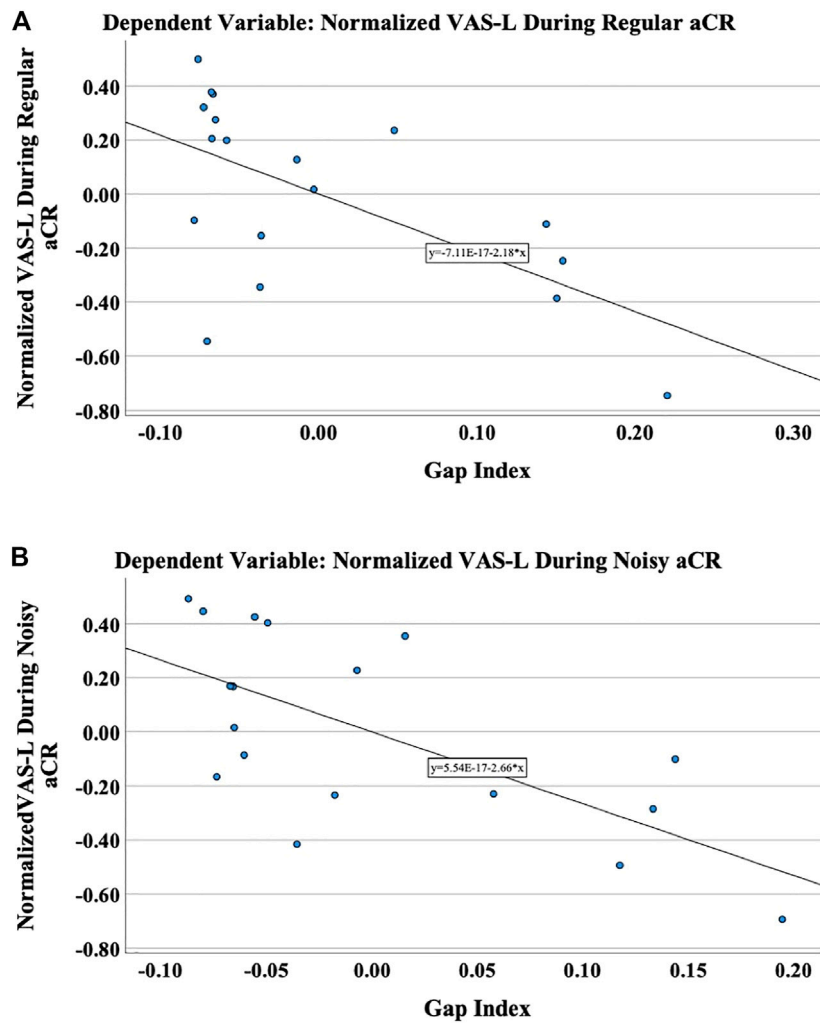 A
Dependent Variable: Normalized VAS-L During Regular aCR
Normalized VAS-L During Regular
aCR
0.40
0.20
0.00
-0.20
-0.40
-0.60
-0.80
y=-7.11E-17-2.18*x
-0.10 0.00 0.10 0.20 0.30
Gap Index
B
Dependent Variable: Normalized VAS-L During Noisy aCR
NormalizedVAS-L During Noisy
aCR
0.40
0.20
0.00
-0.20
-0.40
-0.60
-0.80
y=5.54E-17-2.66*x
-0.10 -0.05 0.00 0.05 0.10 0.15 0.20
Gap Index